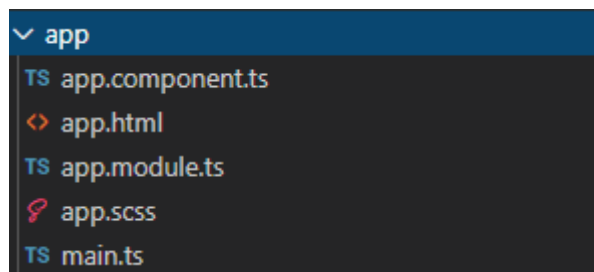 app
TS app.component.ts
<> app.html
TS app.module.ts
app.scss
TS main.ts